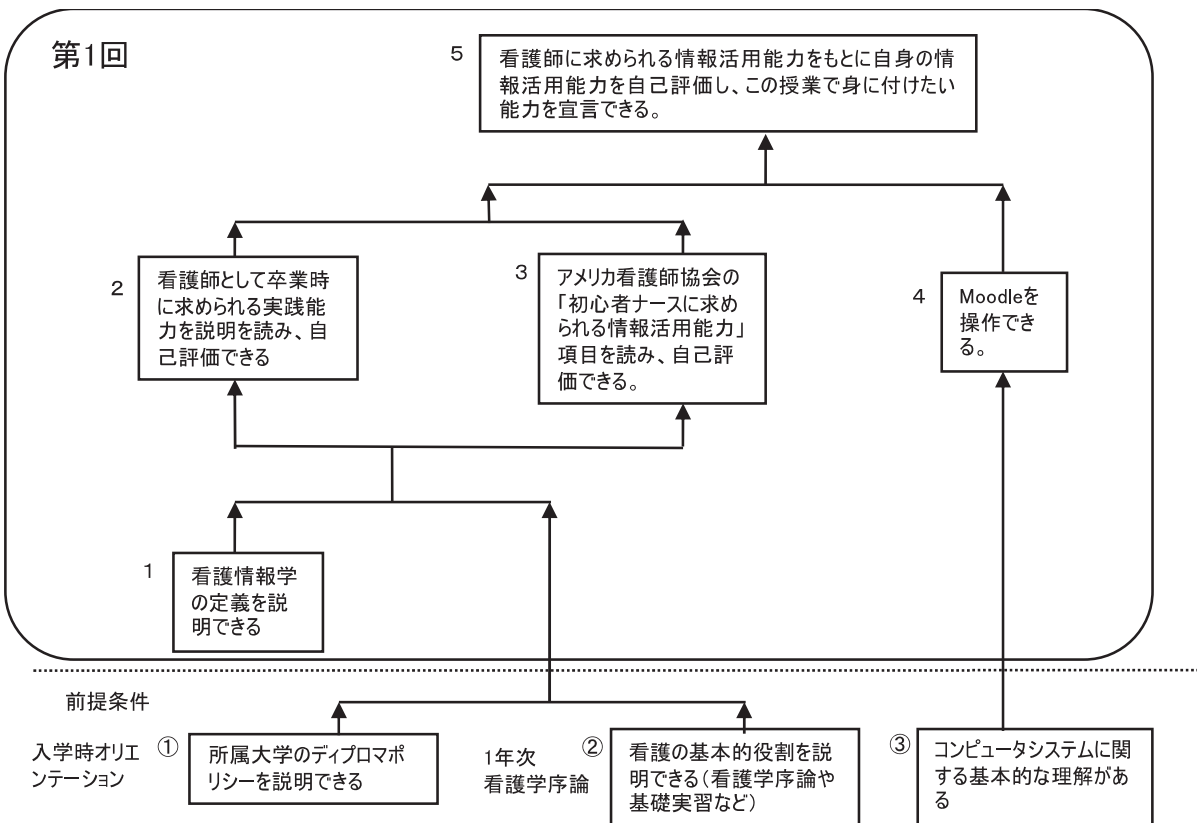 第1回
5
看護師に求められる情報活用能力をもとに自身の情
報活用能力を自己評価し、この授業で身に付けたい
能力を宣言できる。
2
看護師として卒業時
に求められる実践能
力を説明を読み、自
己評価できる
3
アメリカ看護師協会の
「初心者ナースに求め
られる情報活用能力」
項目を読み、自己評
価できる。
4
Moodleを
操作でき
る。
1
看護情報学
の定義を説
明できる
前提条件
入学時オリエ
ンテーション
①
所属大学のディプロマポ
リシーを説明できる
1年次
看護学序論
②
看護の基本的役割を説
明できる(看護学序論や
基礎実習など)
③
コンピュータシステムに関
する基本的な理解があ
る